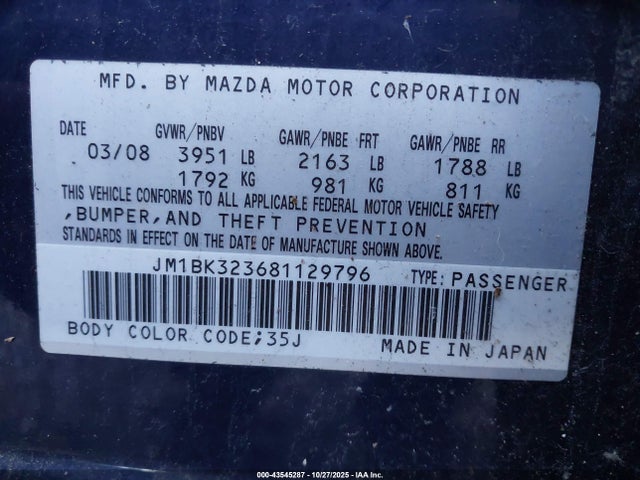 MFD. BY MAZDA MOTOR CORPORATION
DATE GVWR/PNBV GAWR/PNBE FRT GAWR/PNBE RR
03/08 3951 LB 2163 LB 1788 LB
1792 KG 981 KG 811 KG
THIS VEHICLE CONFORMS TO ALL APPLICABLE FEDERAL MOTOR VEHICLE SAFETY
,BUMPER,AND THEFT PREVENTION
STANDARDS IN EFFECT ON THE DATE OF MANUFACTURE SHOWN ABOVE.
JM1BK323681129796 TYPE: PASSENGER
BODY COLOR CODE;35J MADE IN JAPAN
000-43545287 - 10/27/2025 - © IAA, Inc.